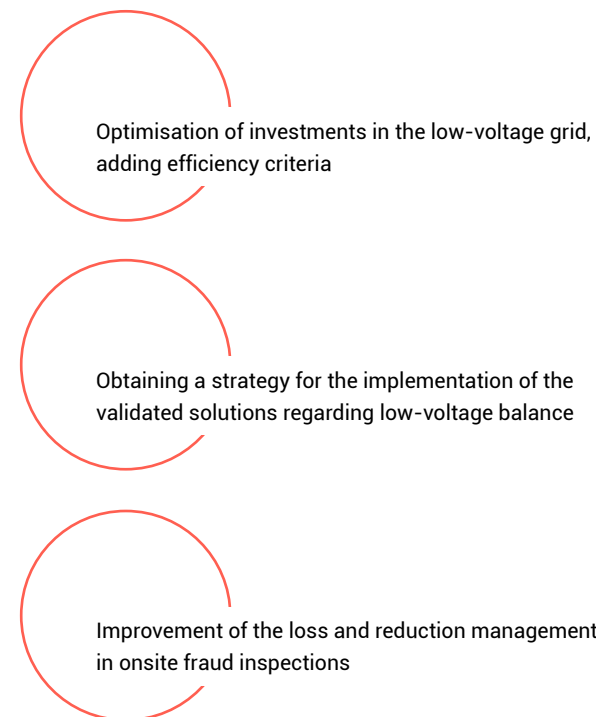 Optimisation of investments in the low-voltage grid,
adding efficiency criteria
Obtaining a strategy for the implementation of the
validated solutions regarding low-voltage balance
Improvement of the loss and reduction management
in onsite fraud inspections